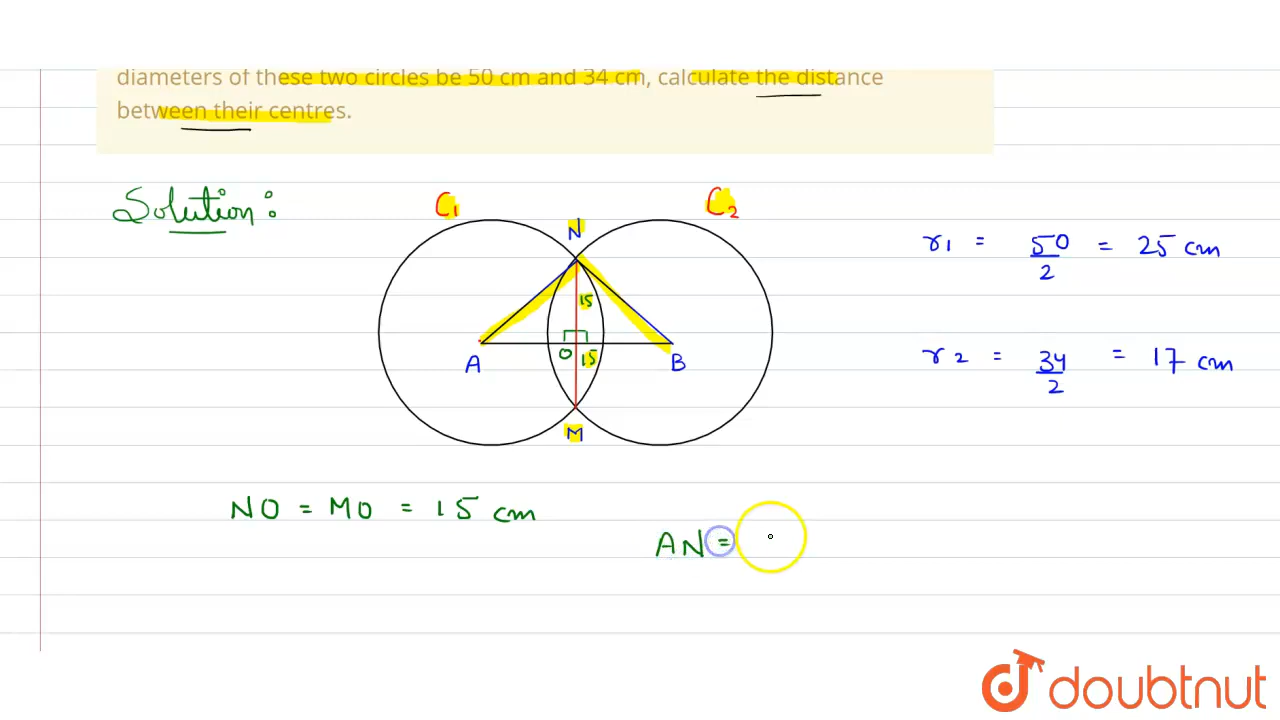 diameters of these two circles be 50 cm and 34 cm, calculate the distance
between their centres.
Solution:
C1
C2
N
r1 = 50/2 = 25 cm
15
A
O
15
B
r2 = 34/2 = 17 cm
M
NO = MO = 15 cm
AN =
doubtnut